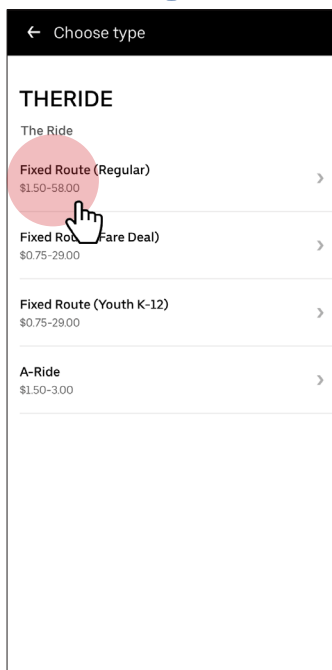 Choose type
THERIDE
The Ride
Fixed Route (Regular)
$1.50-58.00
Fixed Rou Fare Deal)
$0.75-29.00
Fixed Route (Youth K-12)
$0.75-29.00
A-Ride
$1.50-3.00